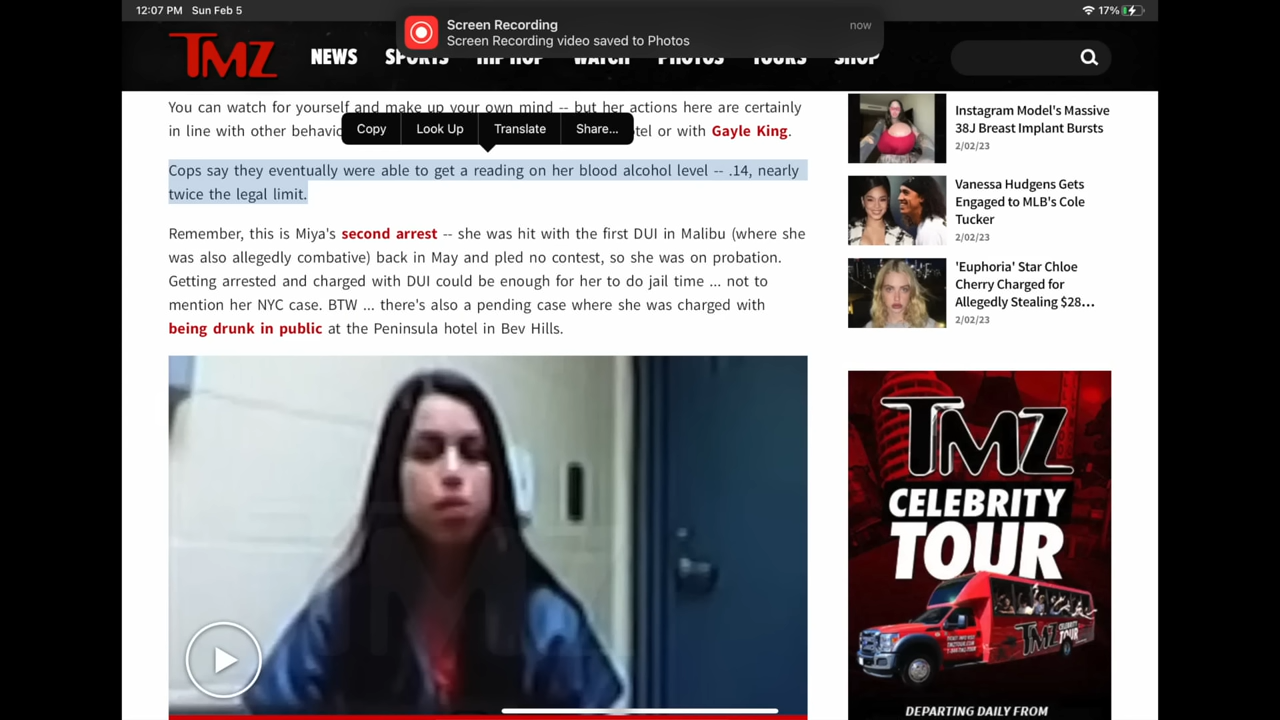 12:07 PM Sun Feb 5
17%
Screen Recording
now
Screen Recording video saved to Photos
TMZ
NEWS SPORTS HIP HOP WATCH PHOTOS TOURS SHOP
You can watch for yourself and make up your own mind -- but her actions here are certainly
in line with other behavio
tel or with Gayle King.
Copy Look Up Translate Share...
Cops say they eventually were able to get a reading on her blood alcohol level -- .14, nearly
twice the legal limit.
Remember, this is Miya's second arrest -- she was hit with the first DUI in Malibu (where she
was also allegedly combative) back in May and pled no contest, so she was on probation.
Getting arrested and charged with DUI could be enough for her to do jail time ... not to
mention her NYC case. BTW ... there's also a pending case where she was charged with
being drunk in public at the Peninsula hotel in Bev Hills.
Instagram Model's Massive
38J Breast Implant Bursts
2/02/23
Vanessa Hudgens Gets
Engaged to MLB's Cole
Tucker
2/02/23
'Euphoria' Star Chloe
Cherry Charged for
Allegedly Stealing $28...
2/02/23
TMZ
CELEBRITY
TOUR
TMZ
TOUR
DEPARTING DAILY FROM